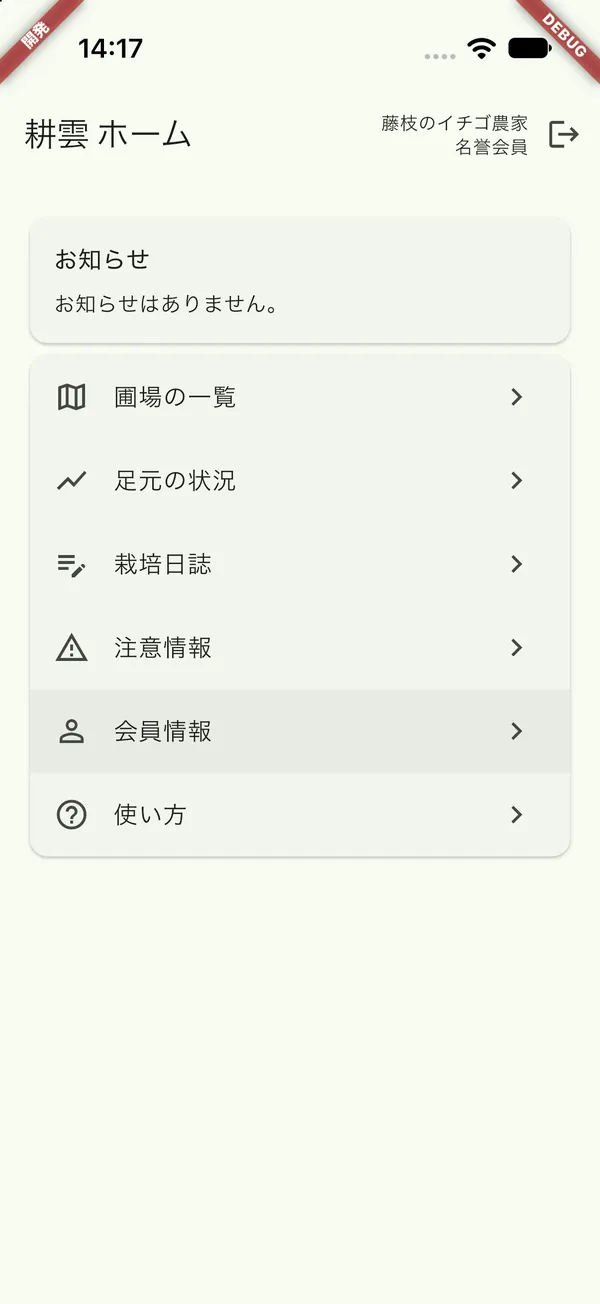 開発
DEBUG
14:17
耕雲 ホーム
藤枝のイチゴ農家
名誉会員
お知らせ
お知らせはありません。
圃場の一覧
足元の状況
栽培日誌
注意情報
会員情報
使い方